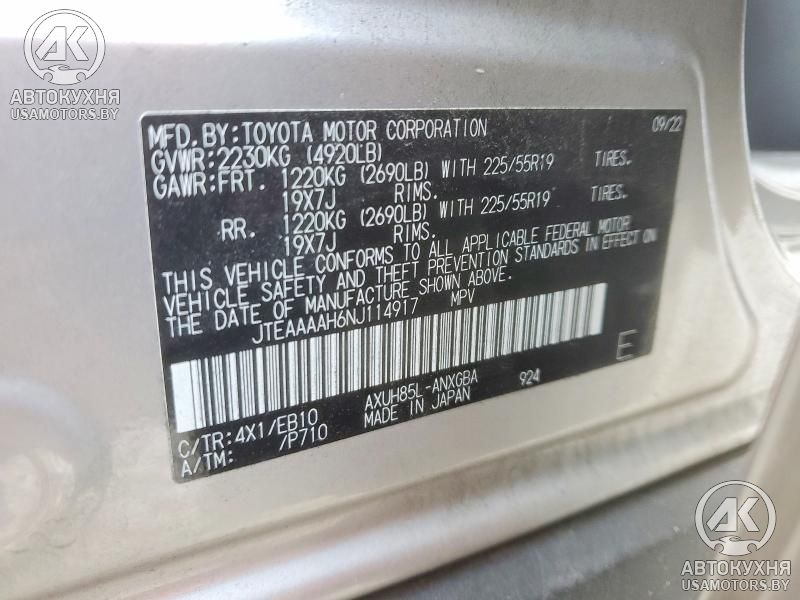 AK
АВТОКУХНЯ
USAMOTORS.BY
MFD. BY: TOYOTA MOTOR CORPORATION 09/22
GVWR: 2230KG (4920LB)
GAWR: FRT. 1220KG (2690LB) WITH 225/55R19 TIRES.
19X7J RIMS.
RR. 1220KG (2690LB) WITH 225/55R19 TIRES.
19X7J RIMS.
THIS VEHICLE CONFORMS TO ALL APPLICABLE FEDERAL MOTOR
VEHICLE SAFETY AND THEFT PREVENTION STANDARDS IN EFFECT ON
THE DATE OF MANUFACTURE SHOWN ABOVE.
JTEAAAAH6NJ114917 MPV
E
C/TR: 4X1/EB10 AXUH85L-ANXGBA 924
A/TM: /P710 MADE IN JAPAN
AK
АВТОКУХНЯ
USAMOTORS.BY